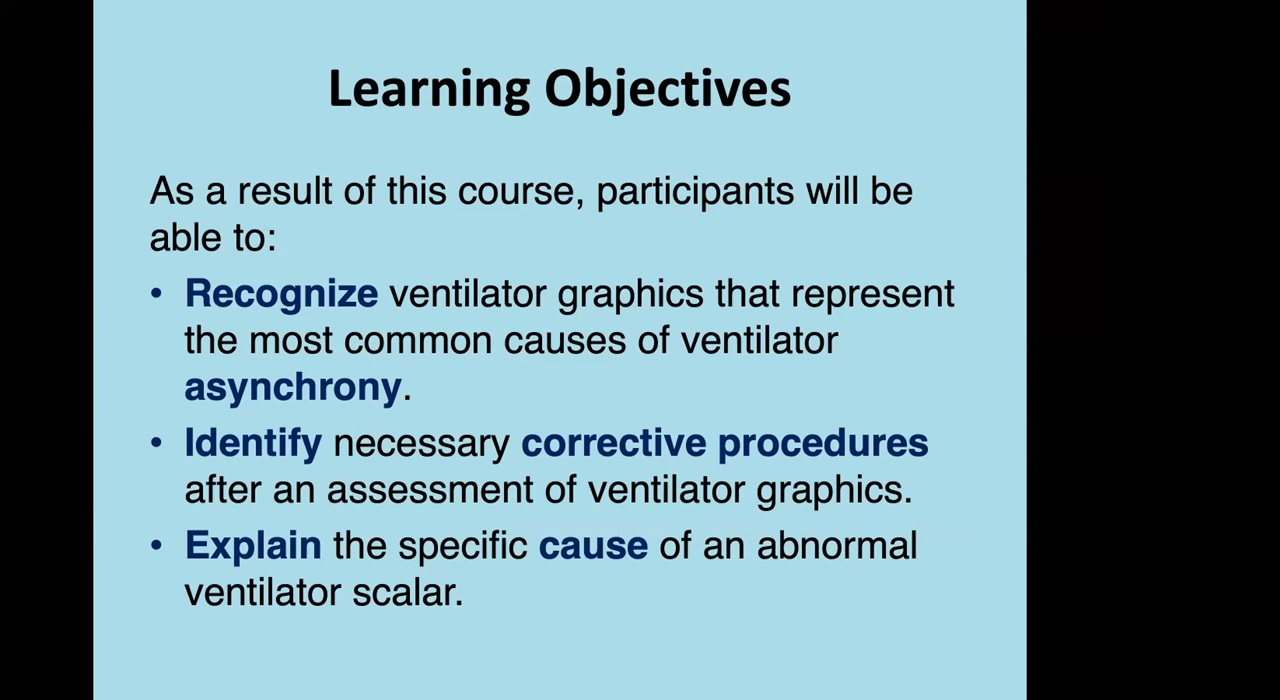 Learning Objectives
As a result of this course, participants will be
able to:
• Recognize ventilator graphics that represent
the most common causes of ventilator
asynchrony.
• Identify necessary corrective procedures
after an assessment of ventilator graphics.
• Explain the specific cause of an abnormal
ventilator scalar.